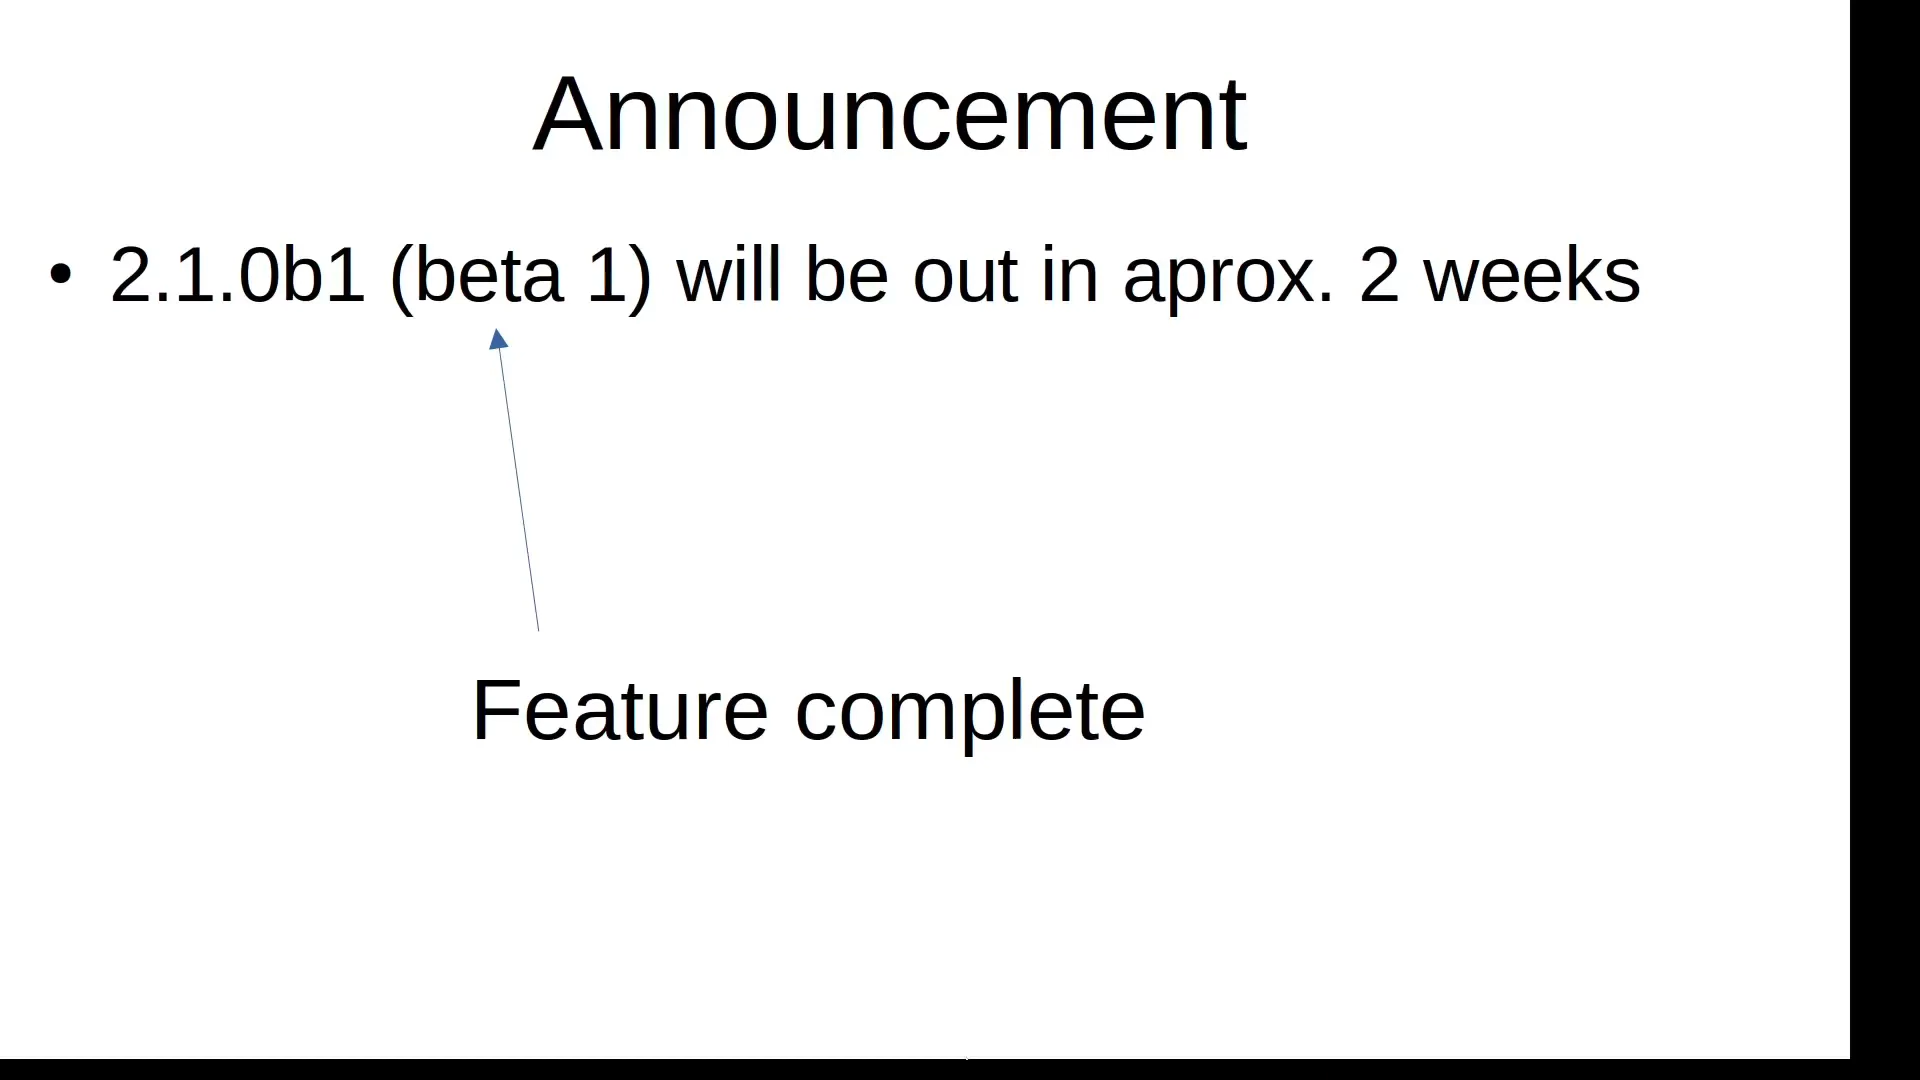 Announcement
• 2.1.0b1 (beta 1) will be out in aprox. 2 weeks
Feature complete